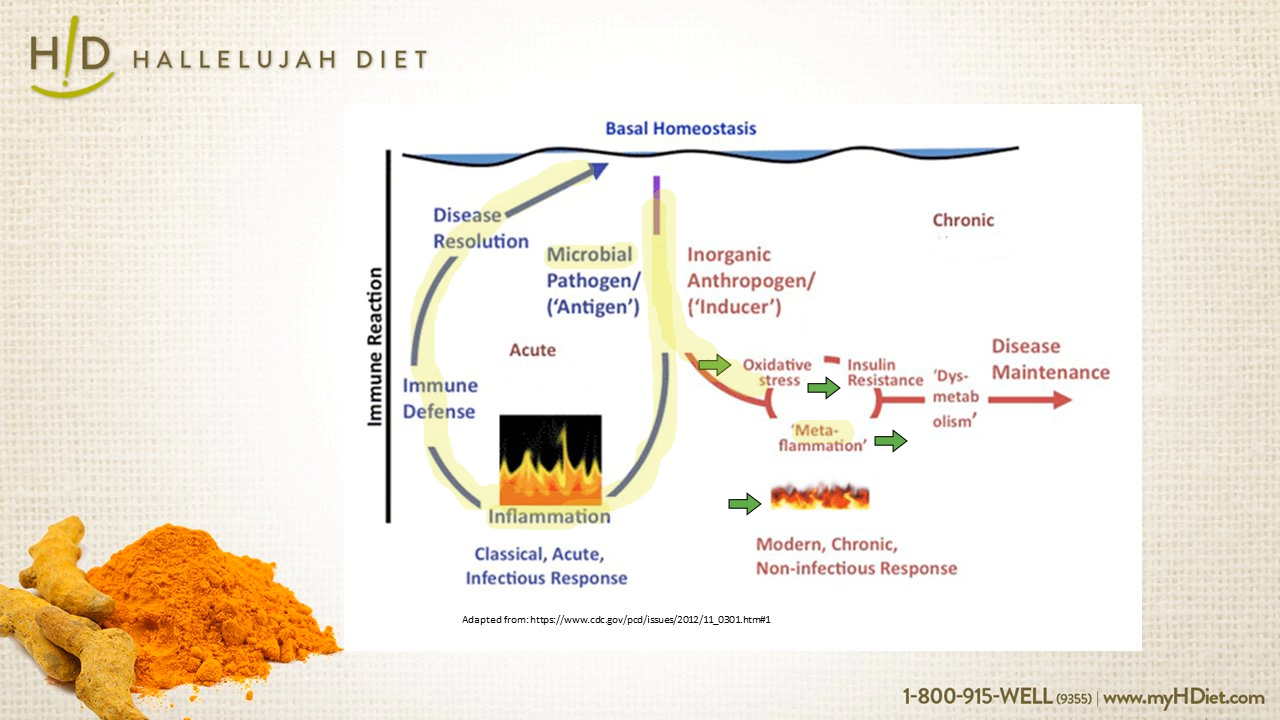 H!D HALLELUJAH DIET
Basal Homeostasis
Immune Reaction
Disease
Resolution
Microbial
Pathogen/
(‘Antigen’)
Inorganic
Anthropogen/
(‘Inducer’)
Chronic
Acute
Immune
Defense
Inflammation
Classical, Acute,
Infectious Response
Oxidative
stress
Insulin
Resistance
‘Meta-
flammation’
‘Dys-
metab
olism’
Disease
Maintenance
Modern, Chronic,
Non-infectious Response
Adapted from: https://www.cdc.gov/pcd/issues/2012/11_0301.htm#1
1-800-915-WELL (9355) | www.myHDiet.com